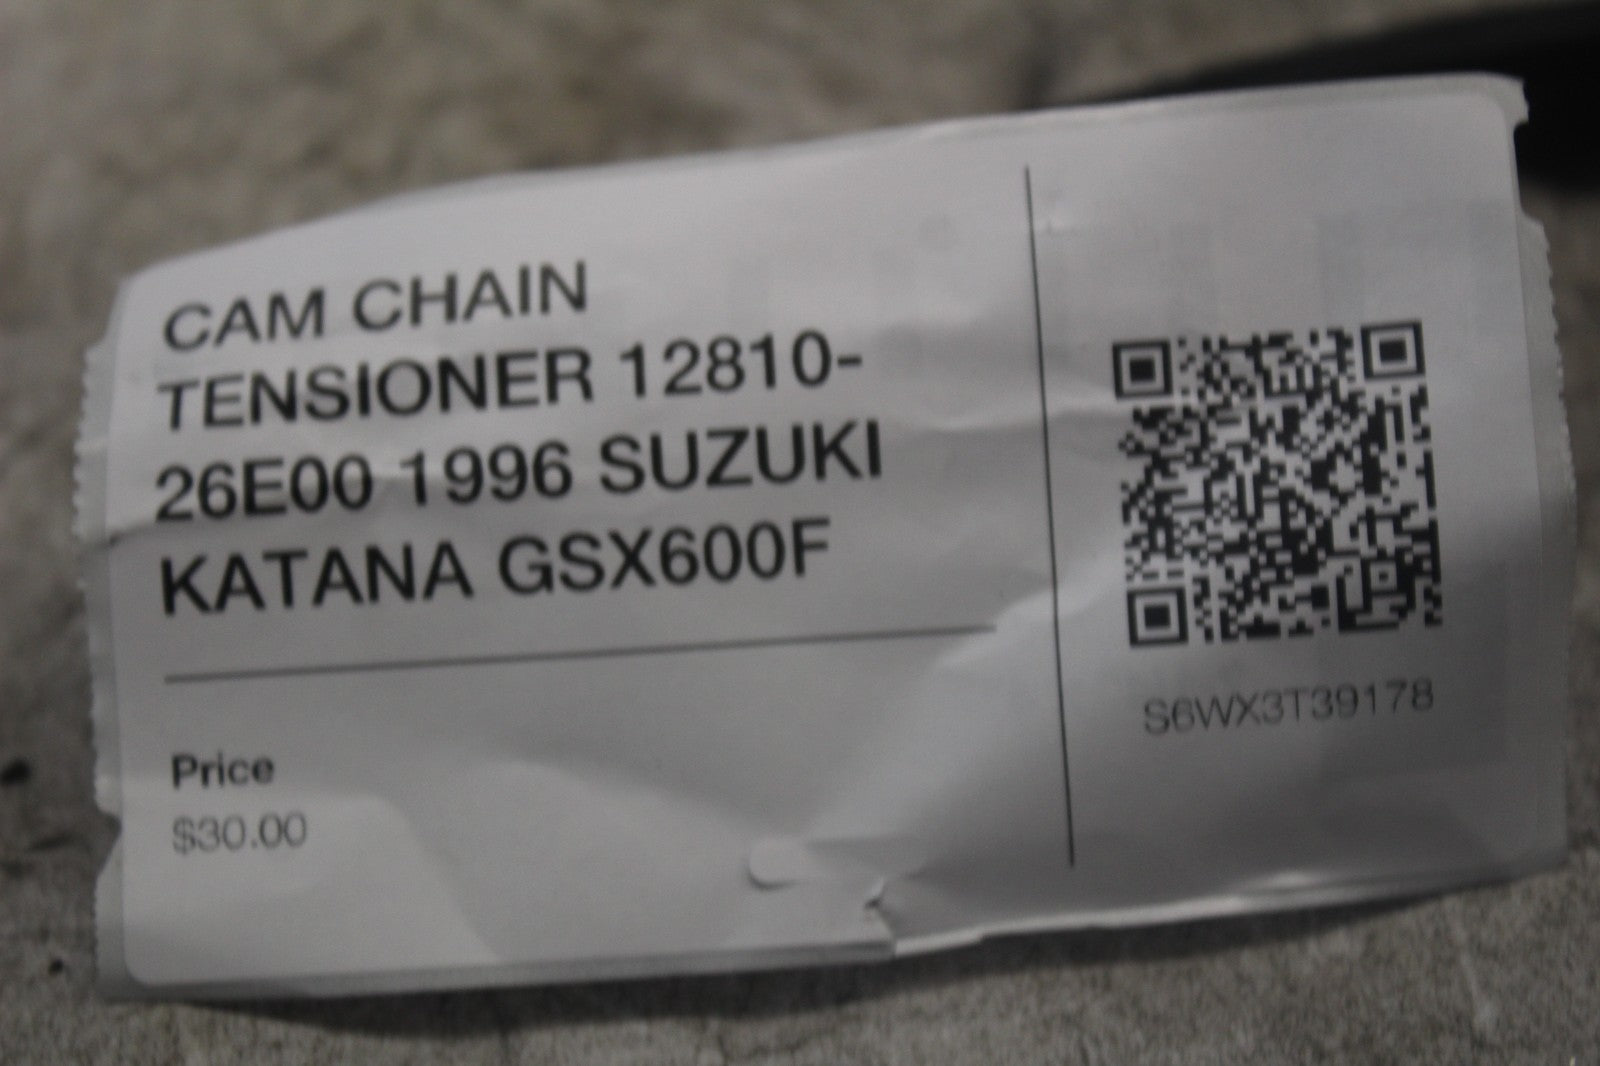 CAM CHAIN
TENSIONER 12810-
26E00 1996 SUZUKI
KATANA GSX600F
Price
$30.00
S6WX3T39178